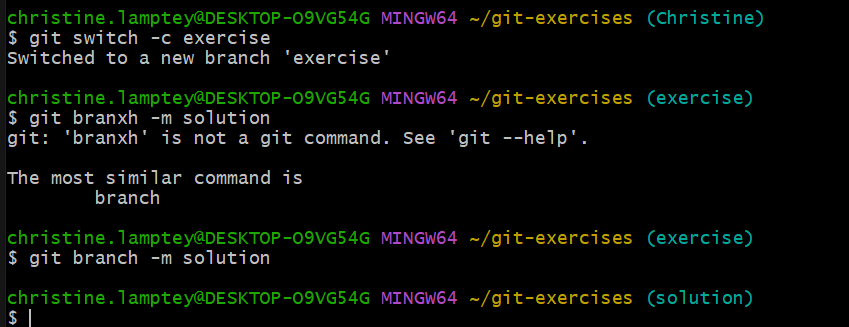 christine.lamptey@DESKTOP-O9VG54G MINGW64 ~/git-exercises (Christine)
$ git switch -c exercise
Switched to a new branch 'exercise'
christine.lamptey@DESKTOP-O9VG54G MINGW64 ~/git-exercises (exercise)
$ git branxh -m solution
git: 'branxh' is not a git command. See 'git --help'.
The most similar command is
branch
christine.lamptey@DESKTOP-O9VG54G MINGW64 ~/git-exercises (exercise)
$ git branch -m solution
christine.lamptey@DESKTOP-O9VG54G MINGW64 ~/git-exercises (solution)
$